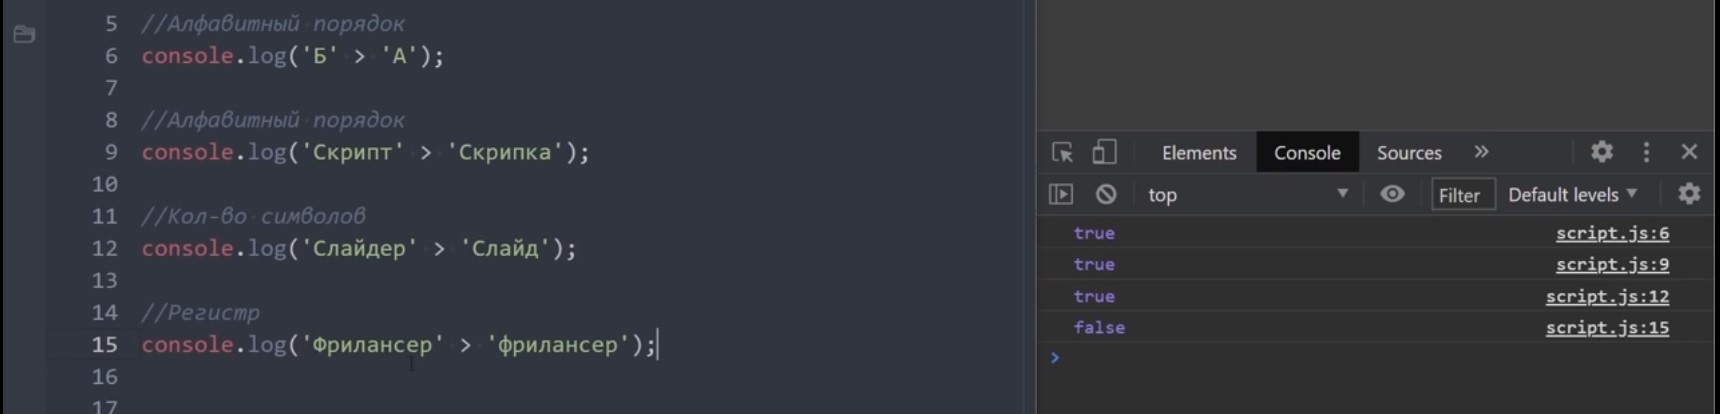 5 //Алфавитный порядок
6 console.log('Б' > 'А');
7
8 //Алфавитный порядок
9 console.log('Скрипт' > 'Скрипка');
10
11 //Кол-во символов
12 console.log('Слайдер' > 'Слайд');
13
14 //Регистр
15 console.log('Фрилансер' > 'фрилансер');
16
17
Elements Console Sources »
top Filter Default levels
true script.js:6
true script.js:9
true script.js:12
false script.js:15
>